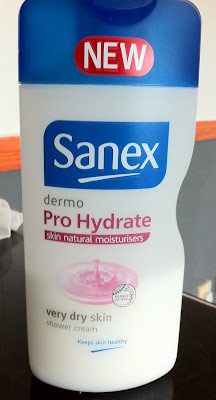 NEW
Sanex
dermo
Pro Hydrate
skin natural moisturisers
very dry skin
shower cream
Keeps skin healthy